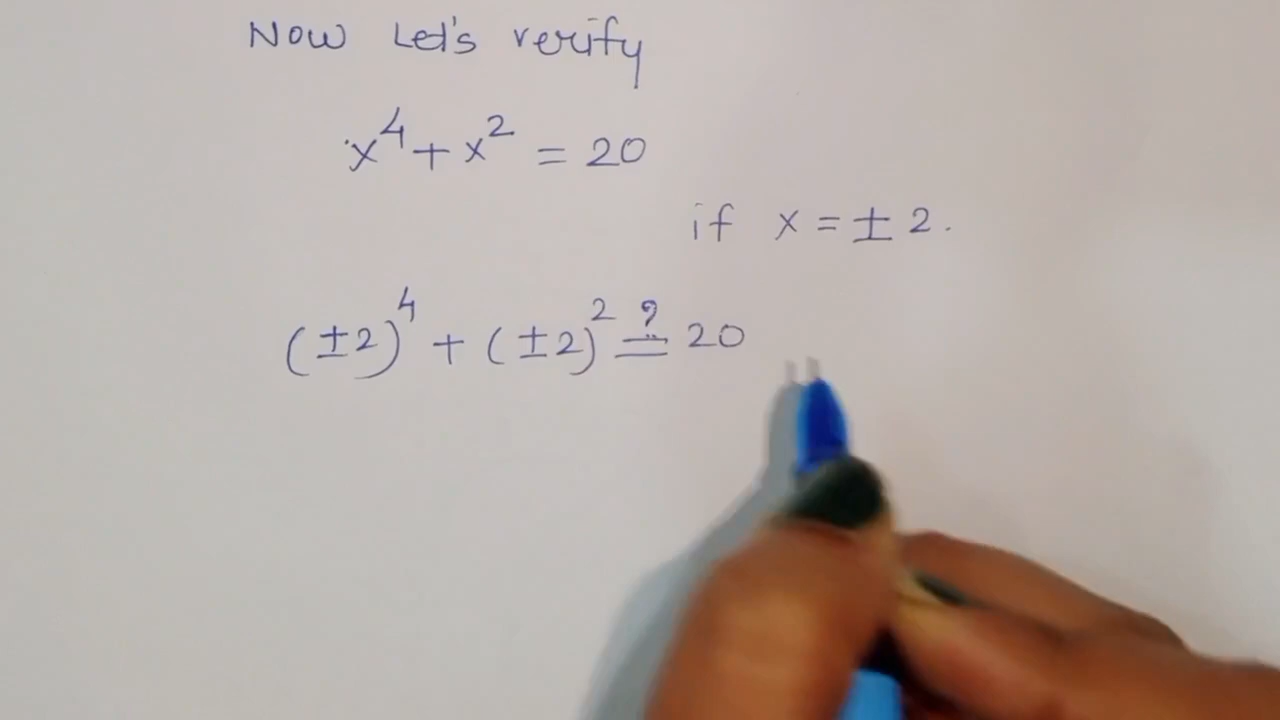 Now Let's verify
x⁴ + x² = 20
if x = ± 2.
(±2)⁴ + (±2)² ≟ 20